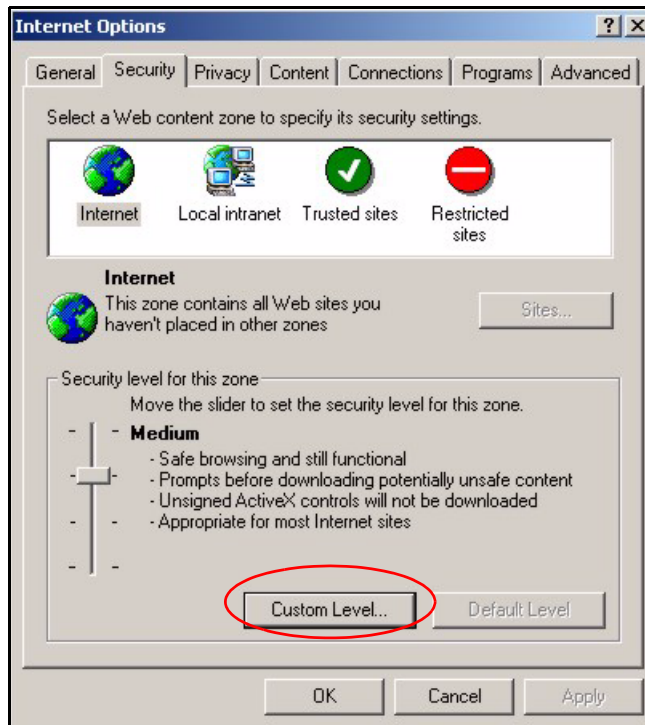 Internet Options
General Security Privacy Content Connections Programs Advanced
Select a Web content zone to specify its security settings.
Internet Local intranet Trusted sites Restricted
sites
Internet
This zone contains all Web sites you
haven't placed in other zones
Sites...
Security level for this zone
Move the slider to set the security level for this zone.
Medium
- Safe browsing and still functional
- Prompts before downloading potentially unsafe content
- Unsigned ActiveX controls will not be downloaded
- Appropriate for most Internet sites
Custom Level... Default Level
OK Cancel Apply